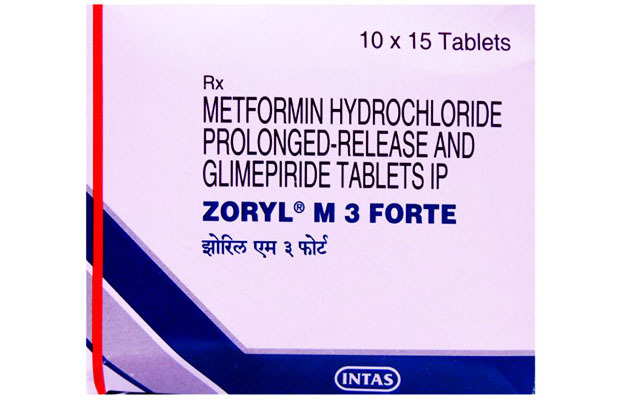 10 x 15 Tablets
Rx
METFORMIN HYDROCHLORIDE
PROLONGED-RELEASE AND
GLIMEPIRIDE TABLETS IP
ZORYL® M 3 FORTE
झोरिल एम ३ फोर्ट
INTAS